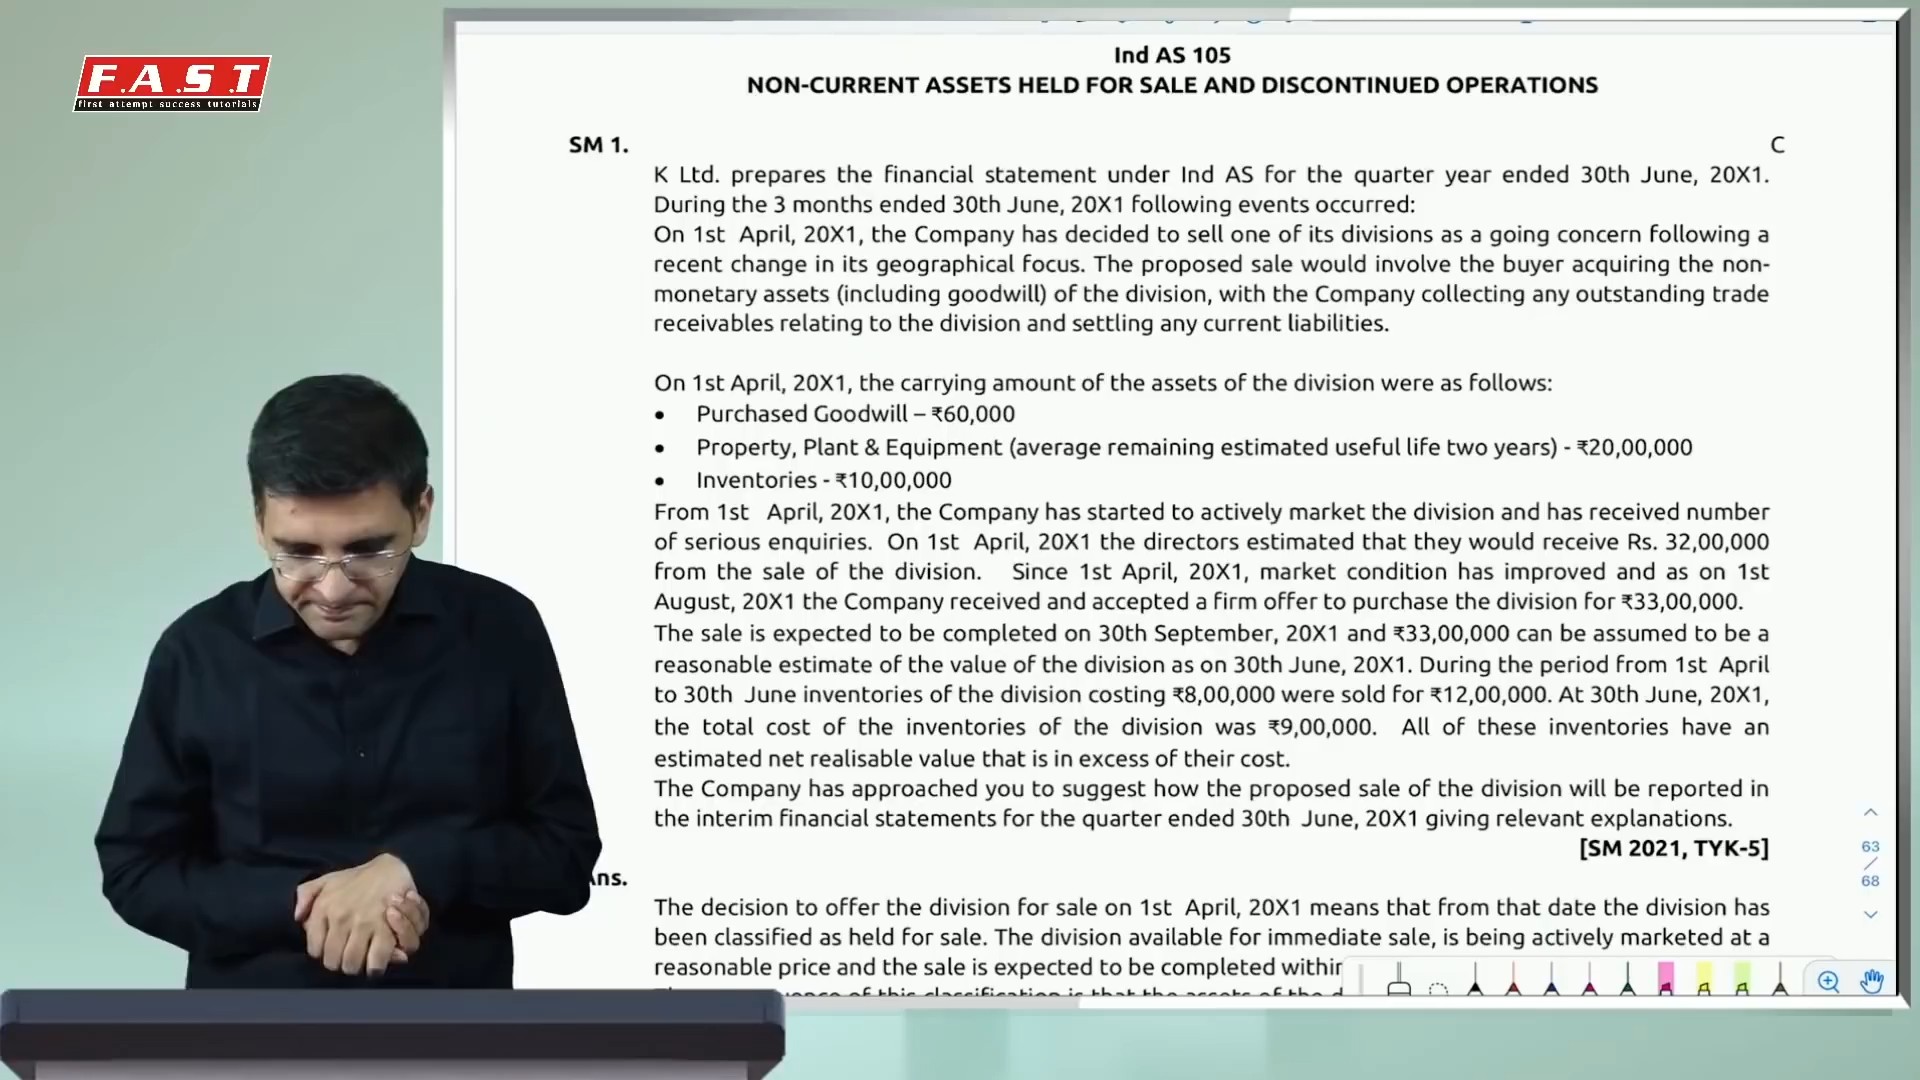 F.A.S.T
first attempt success tutorials
Ind AS 105
NON-CURRENT ASSETS HELD FOR SALE AND DISCONTINUED OPERATIONS
SM 1.
C
K Ltd. prepares the financial statement under Ind AS for the quarter year ended 30th June, 20X1.
During the 3 months ended 30th June, 20X1 following events occurred:
On 1st April, 20X1, the Company has decided to sell one of its divisions as a going concern following a
recent change in its geographical focus. The proposed sale would involve the buyer acquiring the non-
monetary assets (including goodwill) of the division, with the Company collecting any outstanding trade
receivables relating to the division and settling any current liabilities.
On 1st April, 20X1, the carrying amount of the assets of the division were as follows:
• Purchased Goodwill – ₹60,000
• Property, Plant & Equipment (average remaining estimated useful life two years) - ₹20,00,000
• Inventories - ₹10,00,000
From 1st April, 20X1, the Company has started to actively market the division and has received number
of serious enquiries. On 1st April, 20X1 the directors estimated that they would receive Rs. 32,00,000
from the sale of the division. Since 1st April, 20X1, market condition has improved and as on 1st
August, 20X1 the Company received and accepted a firm offer to purchase the division for ₹33,00,000.
The sale is expected to be completed on 30th September, 20X1 and ₹33,00,000 can be assumed to be a
reasonable estimate of the value of the division as on 30th June, 20X1. During the period from 1st April
to 30th June inventories of the division costing ₹8,00,000 were sold for ₹12,00,000. At 30th June, 20X1,
the total cost of the inventories of the division was ₹9,00,000. All of these inventories have an
estimated net realisable value that is in excess of their cost.
The Company has approached you to suggest how the proposed sale of the division will be reported in
the interim financial statements for the quarter ended 30th June, 20X1 giving relevant explanations.
[SM 2021, TYK-5]
63
/
68
Ans.
The decision to offer the division for sale on 1st April, 20X1 means that from that date the division has
been classified as held for sale. The division available for immediate sale, is being actively marketed at a
reasonable price and the sale is expected to be completed within
of this classification is that the assets of the